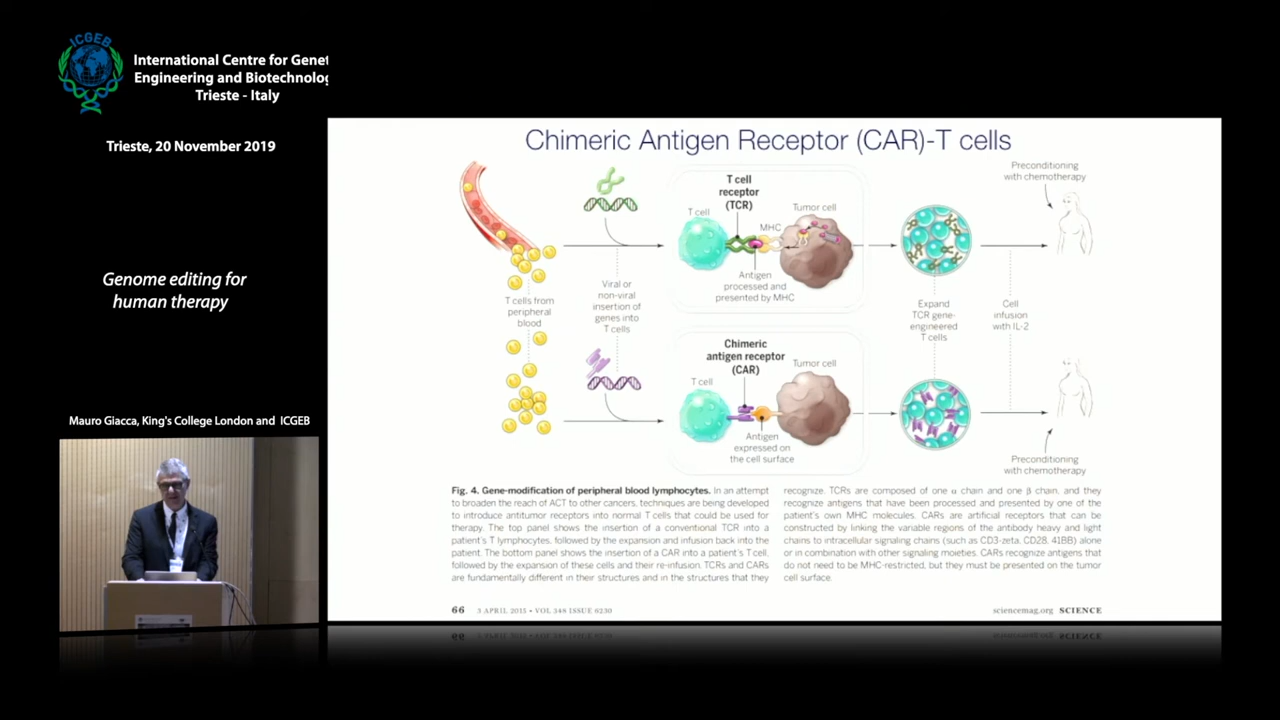 ICGEB
International Centre for Genet
Engineering and Biotechnolog
Trieste - Italy
Trieste, 20 November 2019
Genome editing for
human therapy
Mauro Giacca, King's College London and ICGEB
Chimeric Antigen Receptor (CAR)-T cells
T cells from
peripheral
blood
Viral or
non-viral
insertion of
genes into
T cells
T cell
receptor
(TCR)
T cell
MHC
Tumor cell
Antigen
processed and
presented by MHC
Expand
TCR gene-
engineered
T cells
Cell
infusion
with IL-2
Preconditioning
with chemotherapy
Chimeric
antigen receptor
(CAR)
T cell
Tumor cell
Antigen
expressed on
the cell surface
Preconditioning
with chemotherapy
Fig. 4. Gene-modification of peripheral blood lymphocytes. In an attempt
to broaden the reach of ACT to other cancers, techniques are being developed
to introduce antitumor receptors into normal T cells that could be used for
therapy. The top panel shows the insertion of a conventional TCR into a
patient's T lymphocytes, followed by the expansion and infusion back into the
patient. The bottom panel shows the insertion of a CAR into a patient's T cell,
followed by the expansion of these cells and their re-infusion. TCRs and CARs
are fundamentally different in their structures and in the structures that they
recognize. TCRs are composed of one α chain and one β chain, and they
recognize antigens that have been processed and presented by one of the
patient's own MHC molecules. CARs are artificial receptors that can be
constructed by linking the variable regions of the antibody heavy and light
chains to intracellular signaling chains (such as CD3-zeta, CD28, 41BB) alone
or in combination with other signaling moieties. CARs recognize antigens that
do not need to be MHC-restricted, but they must be presented on the tumor
cell surface.
66 3 APRIL 2015 • VOL 348 ISSUE 6230
sciencemag.org SCIENCE